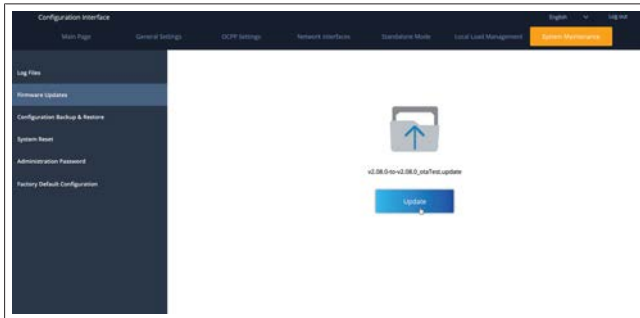 Configuration Interface
English
Log out
Main Page
General Settings
OCPP Settings
Network Interfaces
Standalone Mode
Local Load Management
System Maintenance
Log Files
Firmware Updates
Configuration Backup & Restore
System Reset
Administration Password
Factory Default Configuration
v2.08.0-to-v2.08.0_otaTest.update
Update